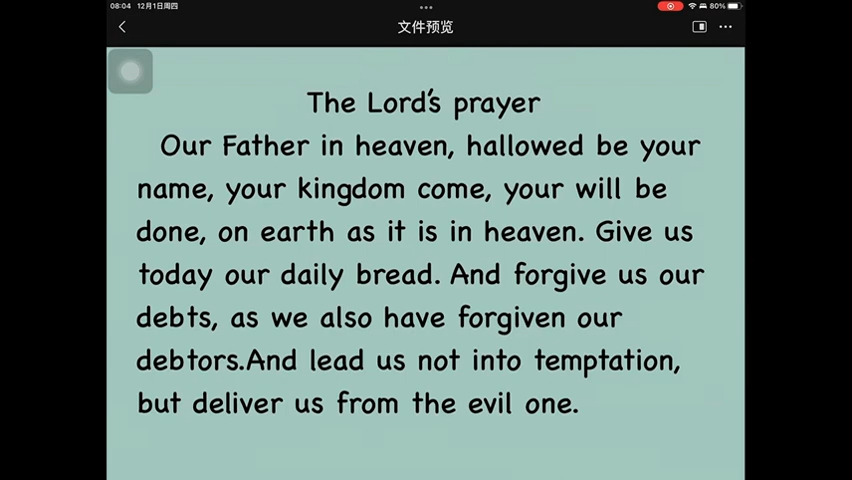 08:04 12月1日周四
80%
文件预览
The Lord's prayer
Our Father in heaven, hallowed be your
name, your kingdom come, your will be
done, on earth as it is in heaven. Give us
today our daily bread. And forgive us our
debts, as we also have forgiven our
debtors.And lead us not into temptation,
but deliver us from the evil one.